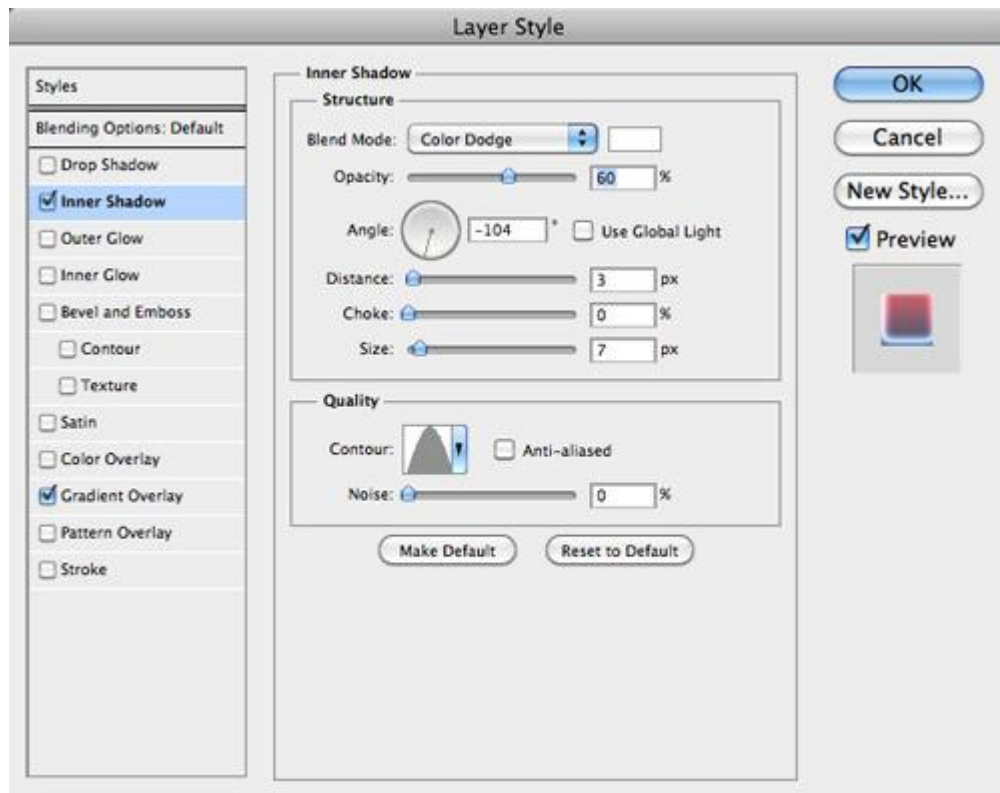 Layer Style
Styles
Blending Options: Default
Drop Shadow
Inner Shadow
Outer Glow
Inner Glow
Bevel and Emboss
Contour
Texture
Satin
Color Overlay
Gradient Overlay
Pattern Overlay
Stroke
Inner Shadow
Structure
Blend Mode: Color Dodge
Opacity: 60 %
Angle: -104 ° Use Global Light
Distance: 3 px
Choke: 0 %
Size: 7 px
Quality
Contour: Anti-aliased
Noise: 0 %
Make Default Reset to Default
OK
Cancel
New Style...
Preview